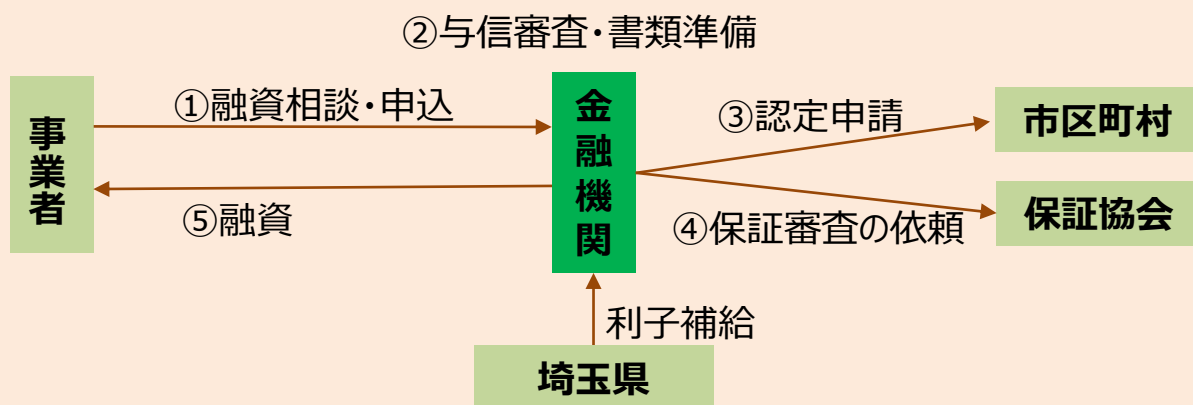 ②与信審査・書類準備
事業者
①融資相談・申込
⑤融資
金融機関
③認定申請
④保証審査の依頼
市区町村
保証協会
利子補給
埼玉県